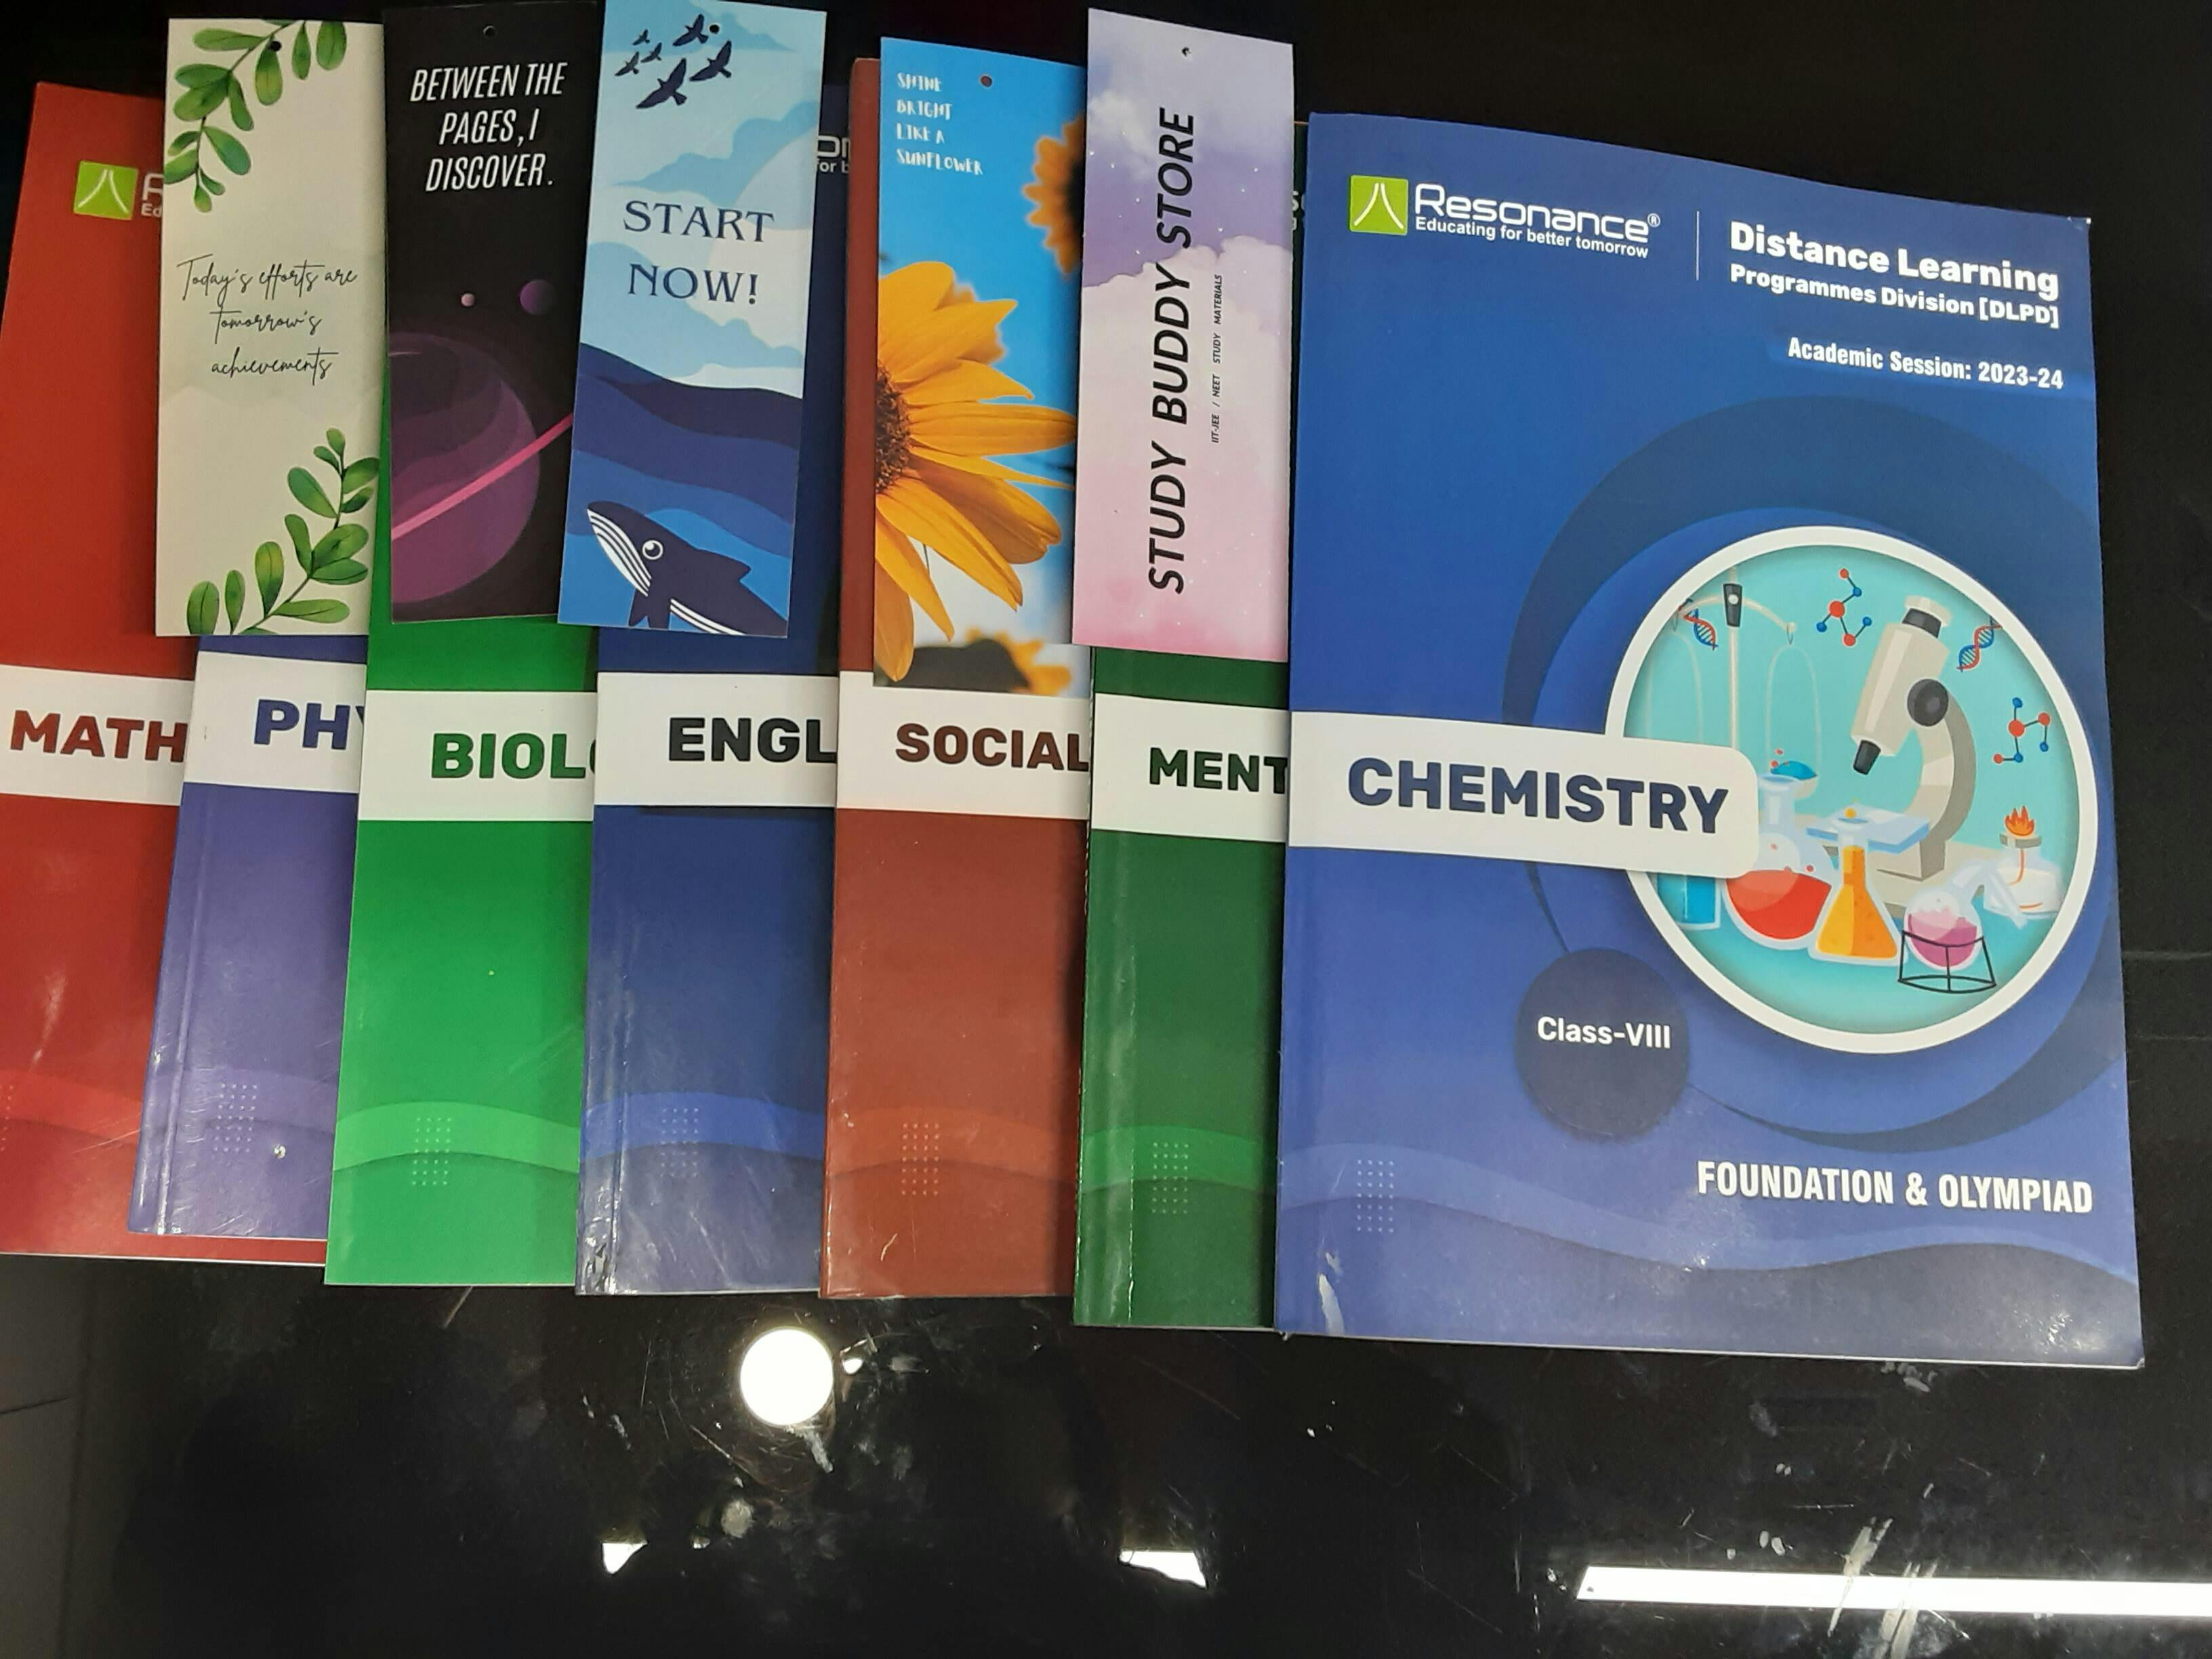 Today's efforts are
tomorrow's
achievements
BETWEEN THE
PAGES, I
DISCOVER.
START
NOW!
SHINE
BRIGHT
LIKE A
SUNFLOWER
STUDY BUDDY STORE
IIT-JEE / NEET STUDY MATERIALS
Resonance®
Educating for better tomorrow
Distance Learning
Programmes Division [DLPD]
Academic Session: 2023-24
MATH
PHY
BIOLO
ENGL
SOCIAL
MENT
CHEMISTRY
Class-VIII
FOUNDATION & OLYMPIAD